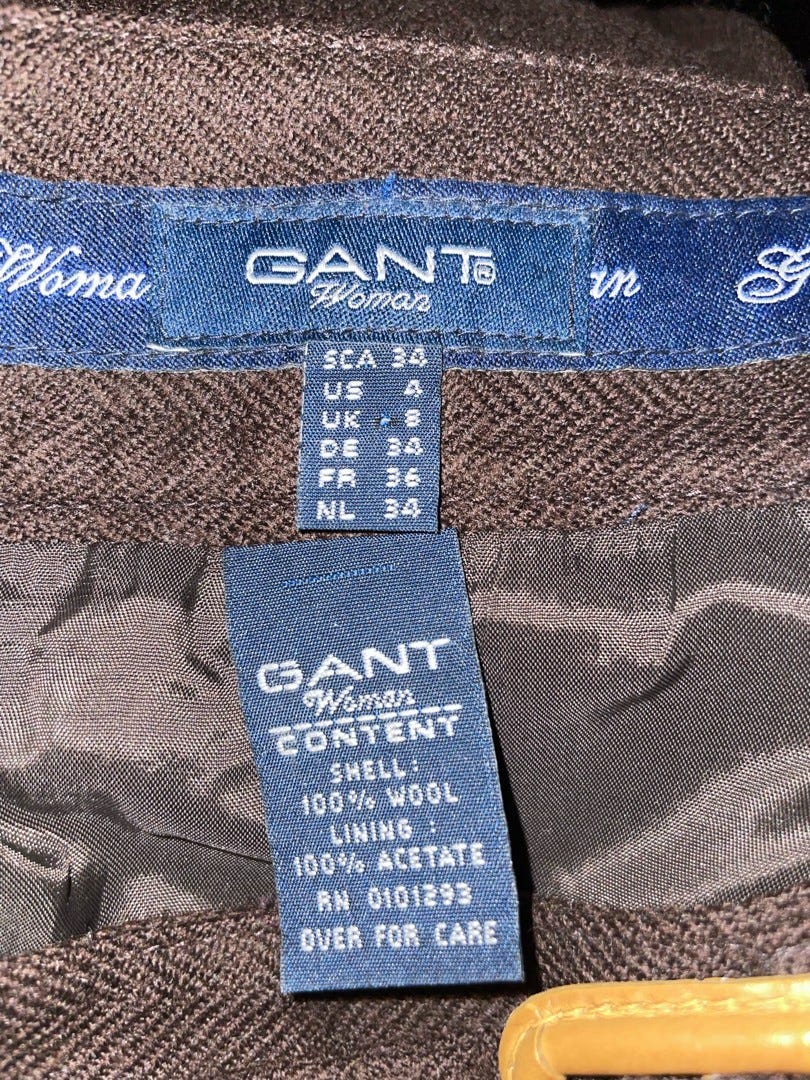 Woma
GANT®
Woman
an
G
SCA 34
US 4
UK 8
DE 34
FR 36
NL 34
GANT
Woman
CONTENT
SHELL:
100% WOOL
LINING :
100% ACETATE
RN 0101293
OVER FOR CARE